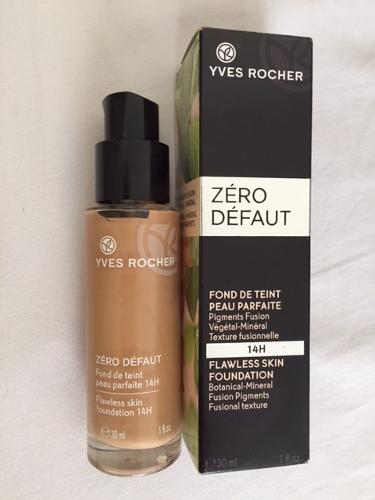 YVES ROCHER
ZÉRO DÉFAUT
Fond de teint
peau parfaite 14H
Flawless skin
foundation 14H
℮30 ml 1 fl.oz.
YVES ROCHER
ZÉRO
DÉFAUT
FOND DE TEINT
PEAU PARFAITE
Pigments Fusion
Végétal-Minéral
Texture fusionnelle
14H
FLAWLESS SKIN
FOUNDATION
Botanical-Mineral
Fusion Pigments
Fusional texture
℮30 ml 1 fl.oz.